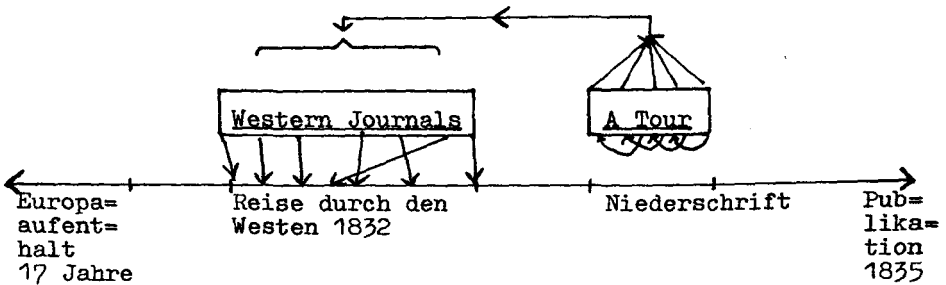 Western Journals
A Tour
Europa=
aufent=
halt
17 Jahre
Reise durch den
Westen 1832
Niederschrift
Pub=
lika=
tion
1835